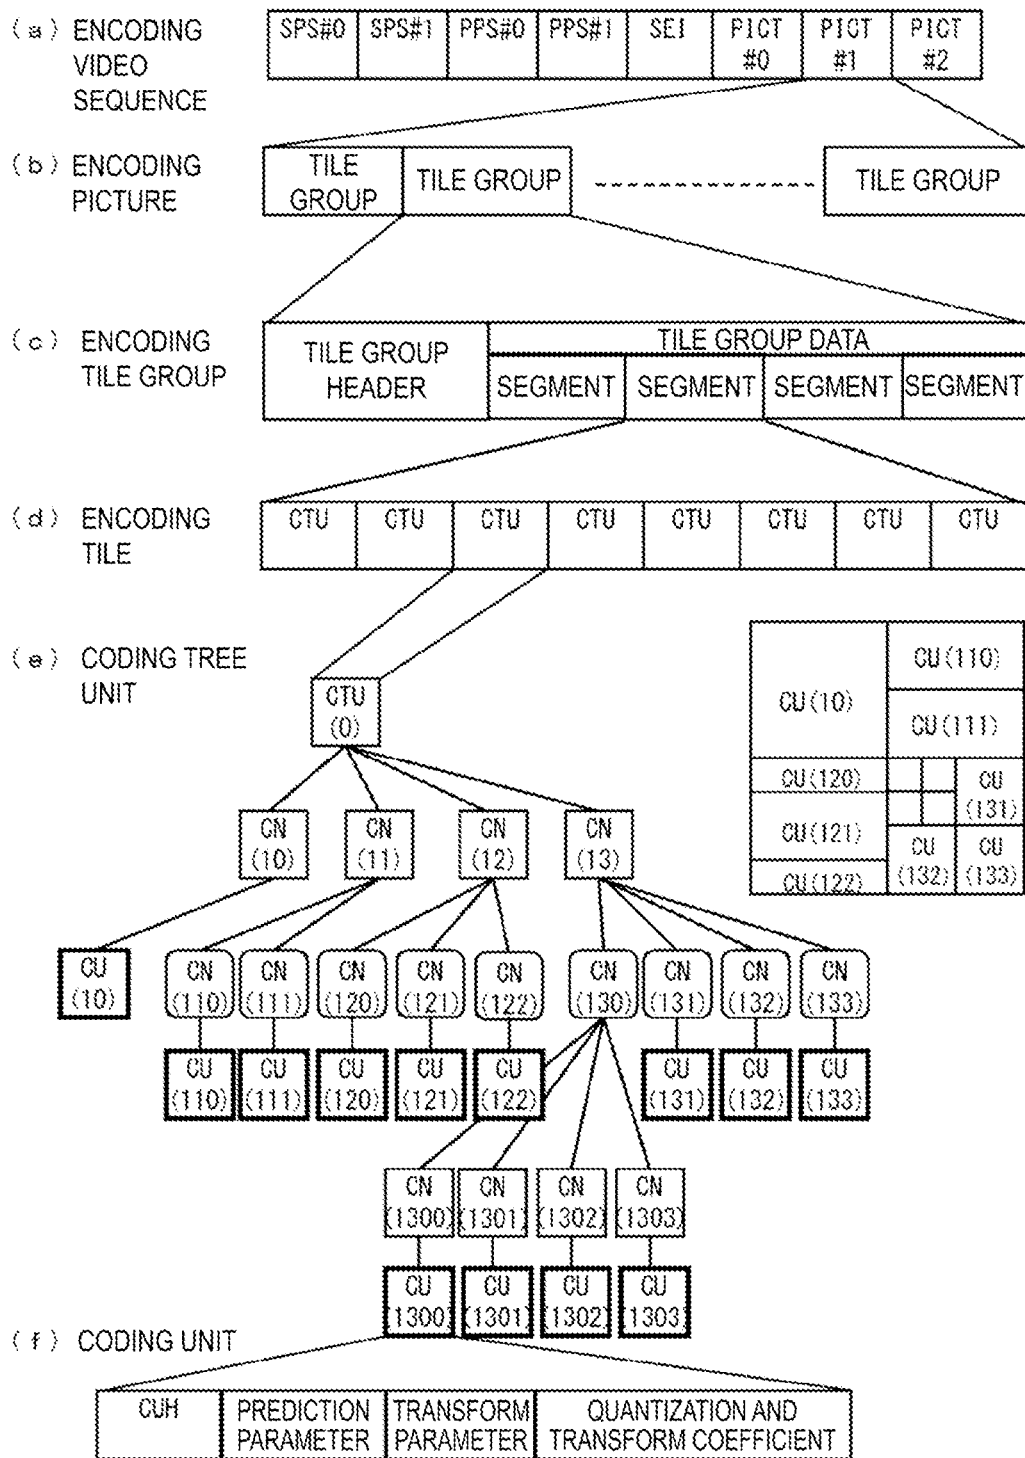 (a) ENCODING
VIDEO
SEQUENCE
SPS#0 SPS#1 PPS#0 PPS#1 SEI PICT PICT PICT
#0 #1 #2
(b) ENCODING
PICTURE
TILE
GROUP
TILE GROUP
TILE GROUP
(c) ENCODING
TILE GROUP
TILE GROUP
HEADER
TILE GROUP DATA
SEGMENT SEGMENT SEGMENT SEGMENT
(d) ENCODING
TILE
CTU CTU CTU CTU CTU CTU CTU CTU
(e) CODING TREE
UNIT
CTU
(0)
CU(10)
CU(110)
CU(111)
CU(120)
CU(121)
CU(122)
CU
(131)
CU
(132)
CU
(133)
CN CN CN CN
(10) (11) (12) (13)
CU CN CN CN CN CN CN CN CN CN
(10) (110) (111) (120) (121) (122) (130) (131) (132) (133)
CU CU CU CU CU CU CU CU
(110) (111) (120) (121) (122) (131) (132) (133)
CN CN CN CN
(1300) (1301) (1302) (1303)
CU CU CU CU
(1300) (1301) (1302) (1303)
(f) CODING UNIT
CUH
PREDICTION
PARAMETER
TRANSFORM
PARAMETER
QUANTIZATION AND
TRANSFORM COEFFICIENT